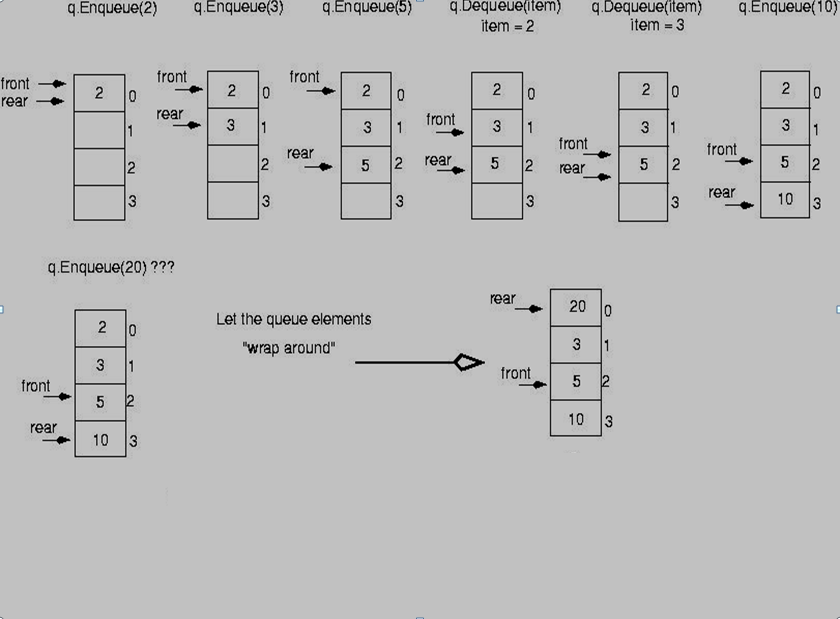 q.Enqueue(2) q.Enqueue(3) q.Enqueue(5) q.Dequeue(item) q.Dequeue(item) q.Enqueue(10)
item = 2 item = 3
front 2 0 front 2 0 front 2 0 2 0 2 0 2 0
rear 1 rear 3 1 3 1 front 3 1 3 1 3 1
2 2 rear 5 2 rear 5 2 front rear 5 2 front 5 2
3 3 3 3 3 rear 10 3
q.Enqueue(20) ???
2 0
3 1
front 5 2
rear 10 3
Let the queue elements
"wrap around"
rear 20 0
3 1
front 5 2
10 3